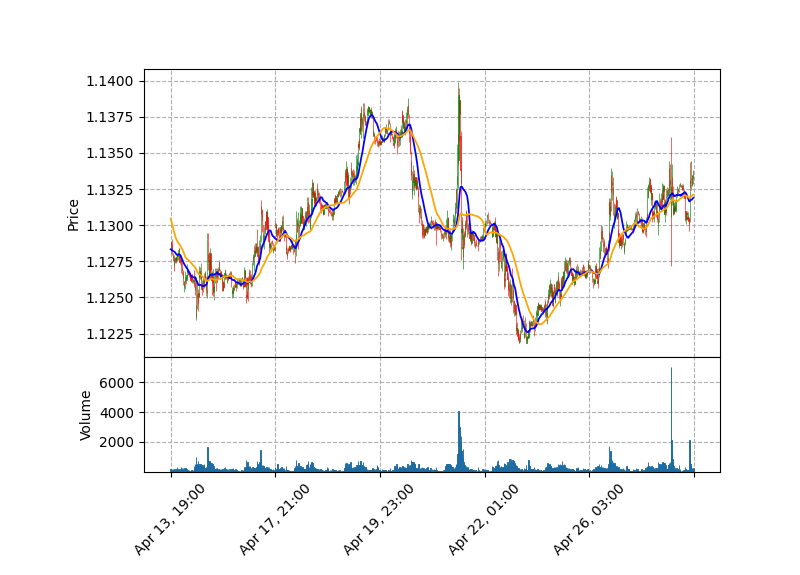 1.1400
1.1375
1.1350
1.1325
1.1300
1.1275
1.1250
1.1225
Price
6000
4000
2000
Volume
Apr 13, 19:00
Apr 17, 21:00
Apr 19, 23:00
Apr 22, 01:00
Apr 26, 03:00